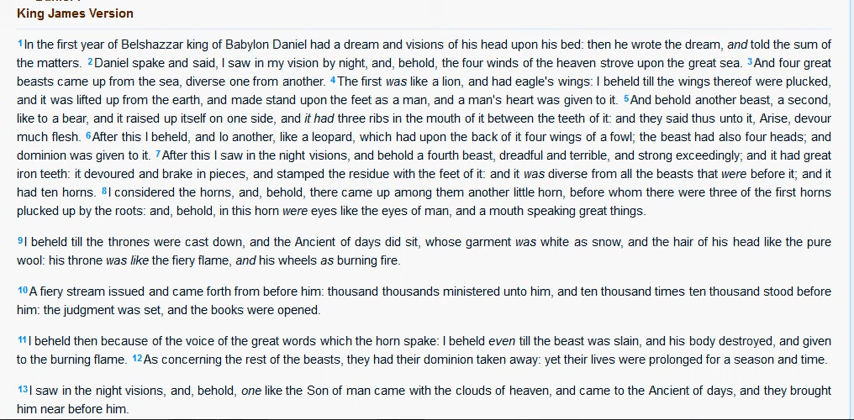 King James Version
1In the first year of Belshazzar king of Babylon Daniel had a dream and visions of his head upon his bed: then he wrote the dream, and told the sum of
the matters. 2Daniel spake and said, I saw in my vision by night, and, behold, the four winds of the heaven strove upon the great sea. 3And four great
beasts came up from the sea, diverse one from another. 4The first was like a lion, and had eagle's wings: I beheld till the wings thereof were plucked,
and it was lifted up from the earth, and made stand upon the feet as a man, and a man's heart was given to it. 5And behold another beast, a second,
like to a bear, and it raised up itself on one side, and it had three ribs in the mouth of it between the teeth of it: and they said thus unto it, Arise, devour
much flesh. 6After this I beheld, and lo another, like a leopard, which had upon the back of it four wings of a fowl; the beast had also four heads; and
dominion was given to it. 7After this I saw in the night visions, and behold a fourth beast, dreadful and terrible, and strong exceedingly; and it had great
iron teeth: it devoured and brake in pieces, and stamped the residue with the feet of it: and it was diverse from all the beasts that were before it; and it
had ten horns. 8I considered the horns, and, behold, there came up among them another little horn, before whom there were three of the first horns
plucked up by the roots: and, behold, in this horn were eyes like the eyes of man, and a mouth speaking great things.
9I beheld till the thrones were cast down, and the Ancient of days did sit, whose garment was white as snow, and the hair of his head like the pure
wool: his throne was like the fiery flame, and his wheels as burning fire.
10A fiery stream issued and came forth from before him: thousand thousands ministered unto him, and ten thousand times ten thousand stood before
him: the judgment was set, and the books were opened.
11I beheld then because of the voice of the great words which the horn spake: I beheld even till the beast was slain, and his body destroyed, and given
to the burning flame. 12As concerning the rest of the beasts, they had their dominion taken away: yet their lives were prolonged for a season and time.
13I saw in the night visions, and, behold, one like the Son of man came with the clouds of heaven, and came to the Ancient of days, and they brought
him near before him.